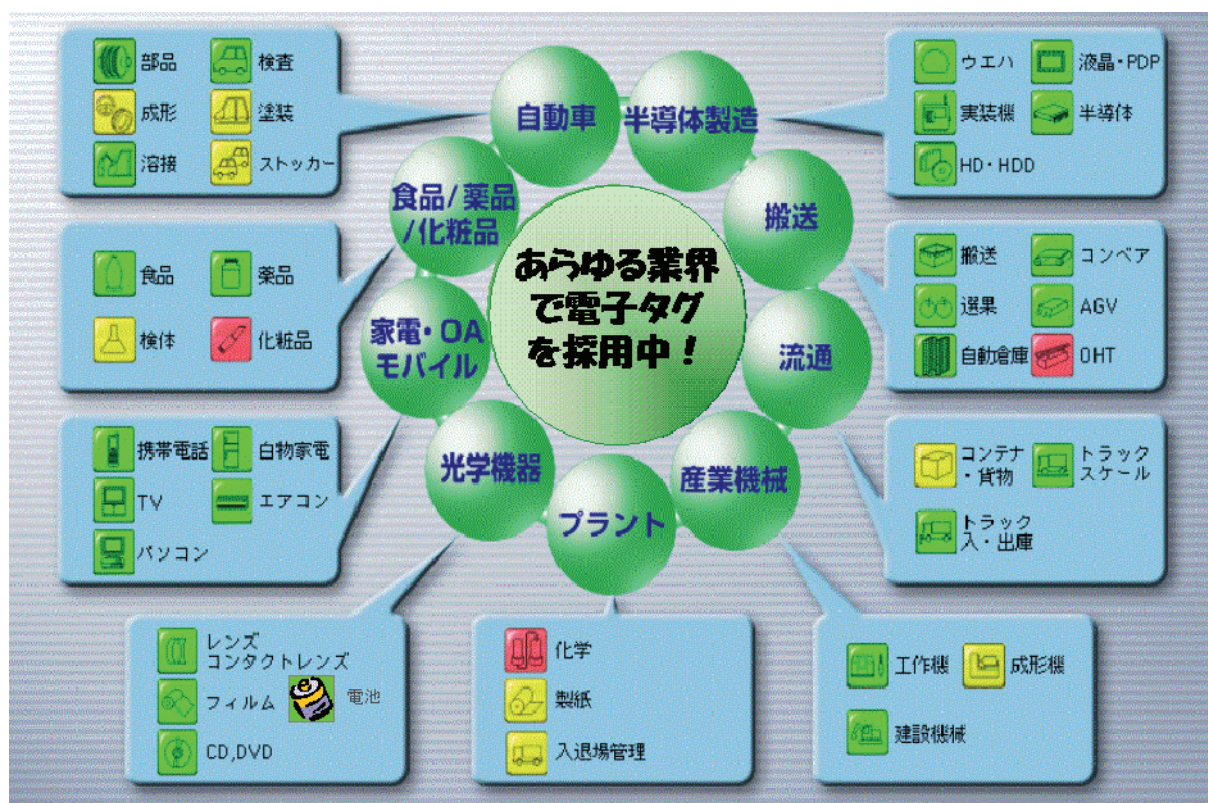 部品
検査
成形
塗装
溶接
ストッカー
食品
薬品
検体
化粧品
携帯電話
白物家電
TV
エアコン
パソコン
レンズ
コンタクトレンズ
フィルム
電池
CD,DVD
自動車
半導体製造
食品/薬品
/化粧品
搬送
家電・OA
モバイル
流通
光学機器
産業機械
プラント
あらゆる業界
で電子タグ
を採用中!
化学
製紙
入退場管理
ウエハ
液晶・PDP
実装機
半導体
HD・HDD
搬送
コンベア
選果
AGV
自動倉庫
OHT
コンテナ
・貨物
トラック
スケール
トラック
入・出庫
工作機
成形機
建設機械